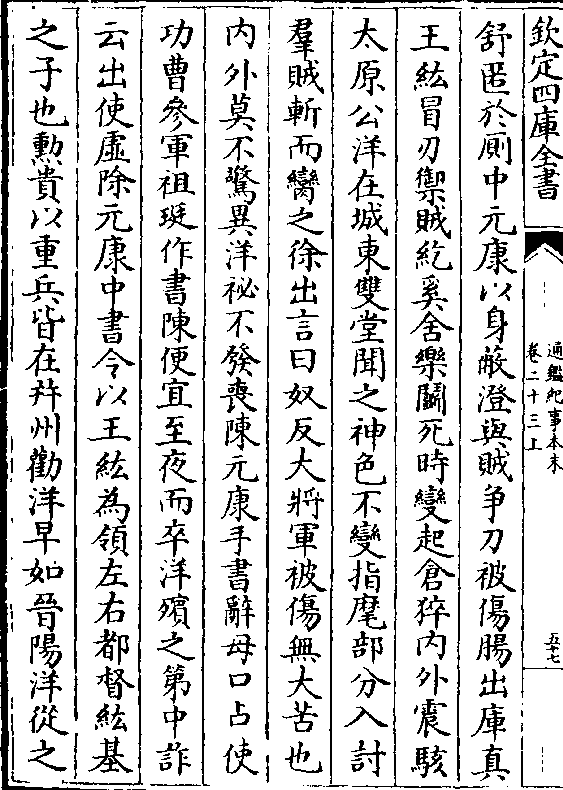 欽定四庫全書
通鑑紀事本末
卷二十三上
五十七
舒匿於厠中元康以身蔽澄與賊争刀被傷腸出庫真
王紘冒刃禦賊紇奚舍樂鬭死時變起倉猝内外震駭
太原公洋在城東雙堂聞之神色不變指麾部分入討
羣賊斬而臠之徐出言曰奴反大將軍被傷無大苦也
内外莫不驚異洋祕不發喪陳元康手書辭母口占使
功曹參軍祖珽作書陳便宜至夜而卒洋殯之第中詐
云出使虛除元康中書令以王紘為領左右都督紘基
之子也勲貴以重兵皆在并州勸洋早如晉陽洋從之